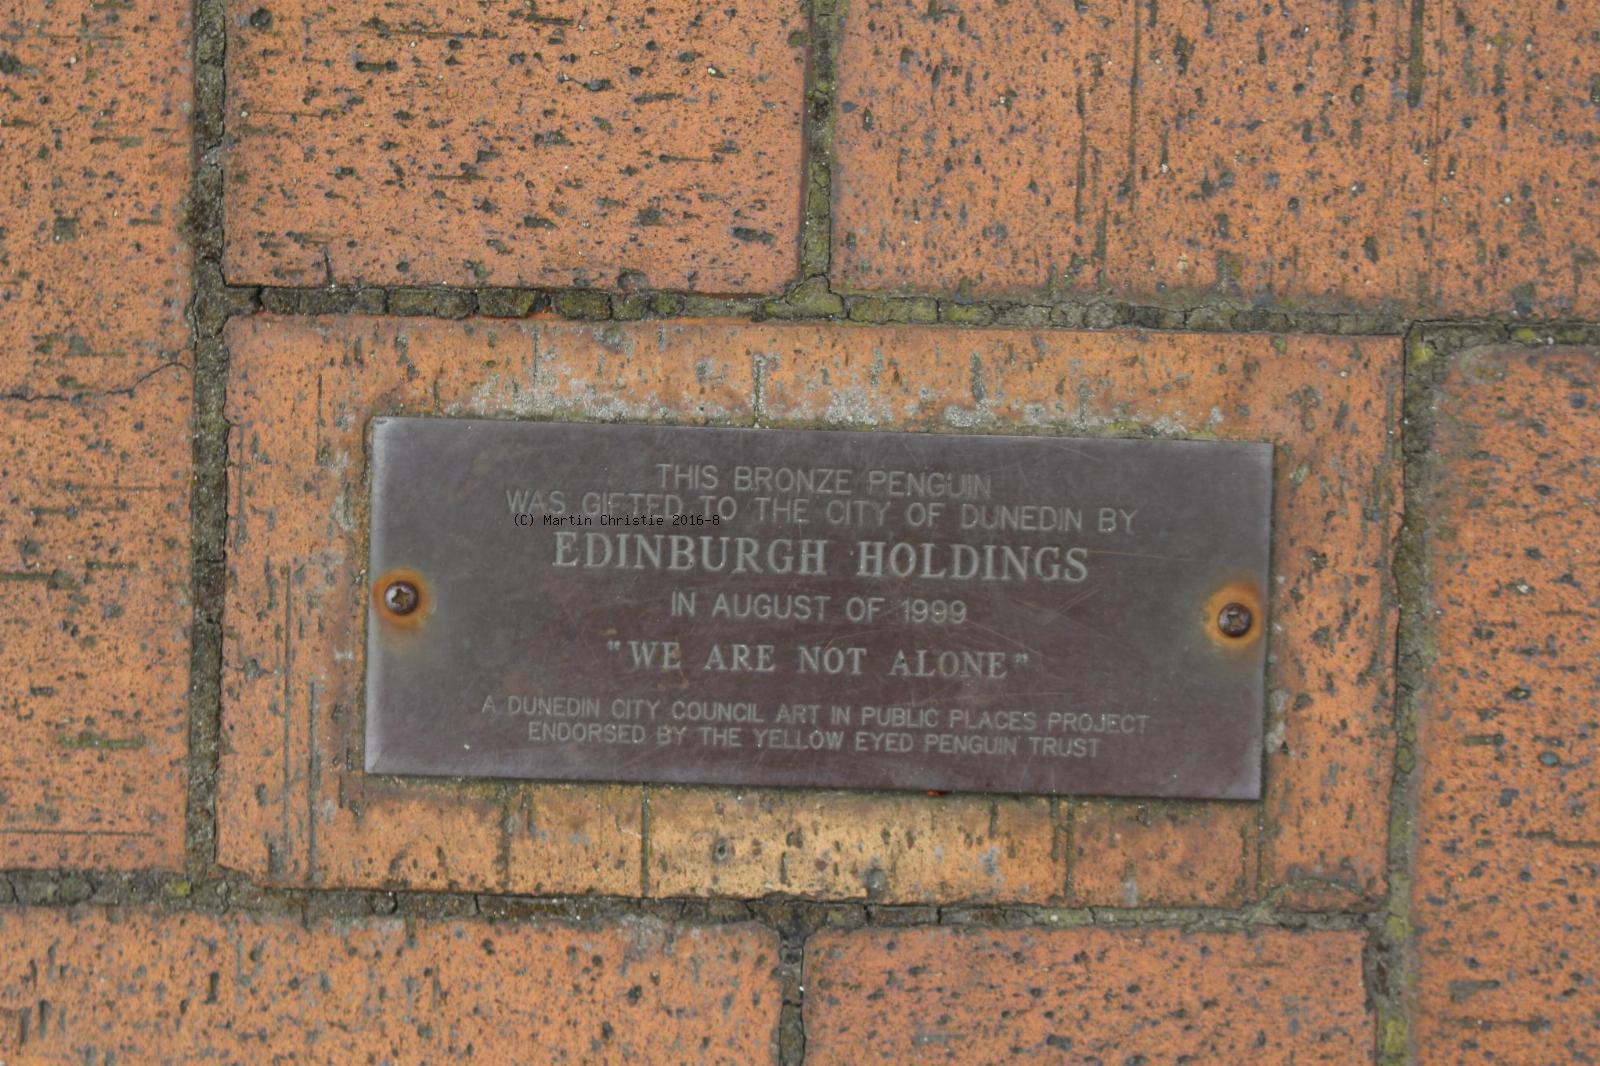 THIS BRONZE PENGUIN
WAS GIFTED TO THE CITY OF DUNEDIN BY
(C) Martin Christie 2016-8
EDINBURGH HOLDINGS
IN AUGUST OF 1999
"WE ARE NOT ALONE"
A DUNEDIN CITY COUNCIL ART IN PUBLIC PLACES PROJECT
ENDORSED BY THE YELLOW EYED PENGUIN TRUST